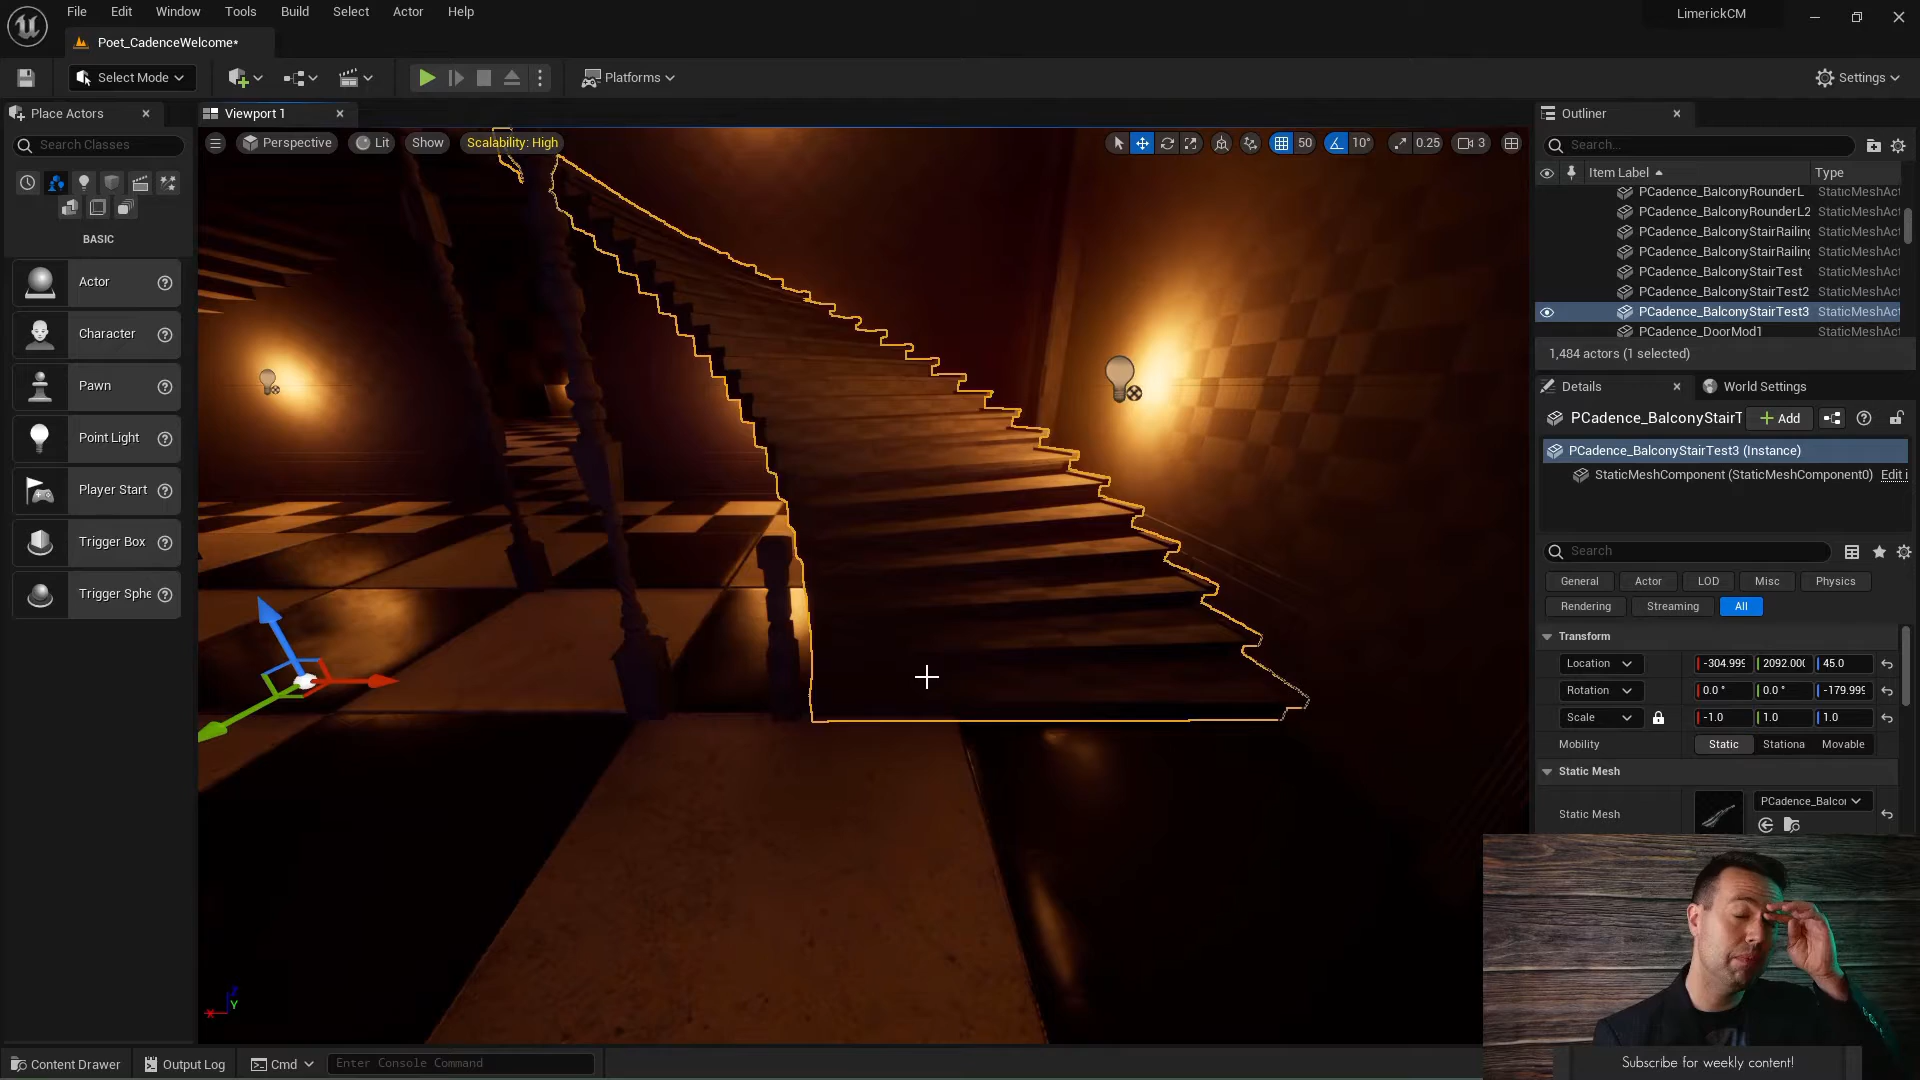 File Edit Window Tools Build Select Actor Help
LimerickCM
Poet_CadenceWelcome*
Select Mode
Platforms
Settings
Place Actors
Viewport 1
Outliner
Search Classes
Perspective Lit Show Scalability: High
50 10° 0.25 3
Search...
Item Label Type
PCadence_BalconyRounderL StaticMeshAct
PCadence_BalconyRounderL2 StaticMeshAct
PCadence_BalconyStairRailing StaticMeshAct
PCadence_BalconyStairRailing StaticMeshAct
PCadence_BalconyStairTest StaticMeshAct
PCadence_BalconyStairTest2 StaticMeshAct
PCadence_BalconyStairTest3 StaticMeshAct
PCadence_DoorMod1 StaticMeshAct
1,484 actors (1 selected)
BASIC
Actor
Character
Pawn
Point Light
Player Start
Trigger Box
Trigger Sphe
Details World Settings
PCadence_BalconyStairT Add
PCadence_BalconyStairTest3 (Instance)
StaticMeshComponent (StaticMeshComponent0) Edit i
Search
General Actor LOD Misc Physics
Rendering Streaming All
Transform
Location -304.999 2092.000 45.0
Rotation 0.0° 0.0° -179.999
Scale -1.0 1.0 1.0
Mobility Static Stationa Movable
Static Mesh
Static Mesh PCadence_Balcon
Y
Subscribe for weekly content!
Content Drawer Output Log Cmd Enter Console Command